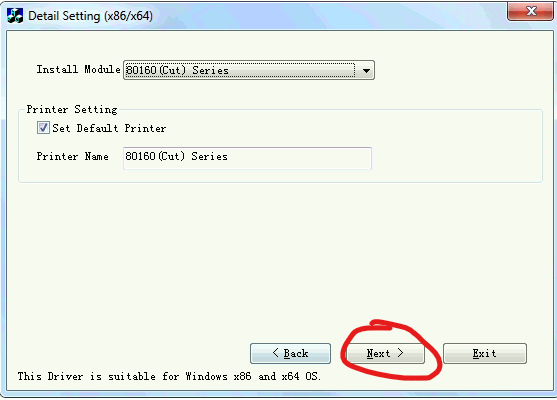 Detail Setting (x86/x64)
Install Module 80160(Cut) Series
Printer Setting
Set Default Printer
Printer Name 80160(Cut) Series
< Back Next > Exit
This Driver is suitable for Windows x86 and x64 OS.